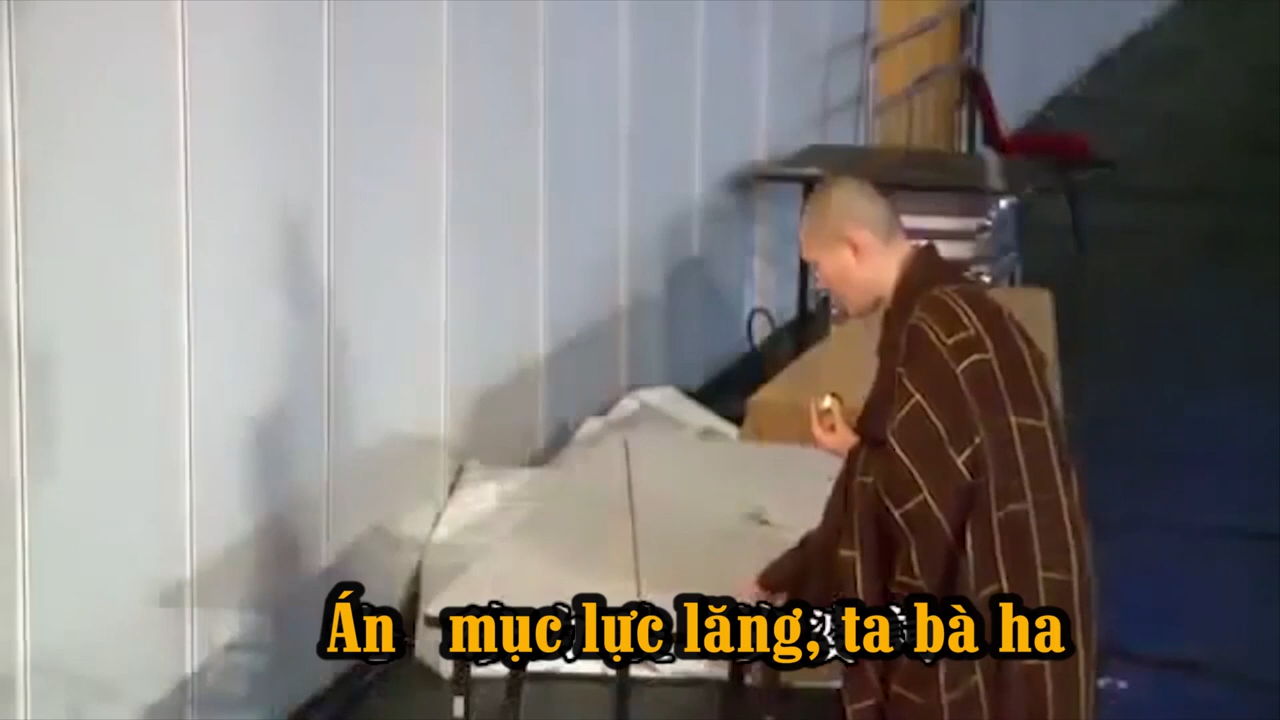 Án mục lực lăng, ta bà ha